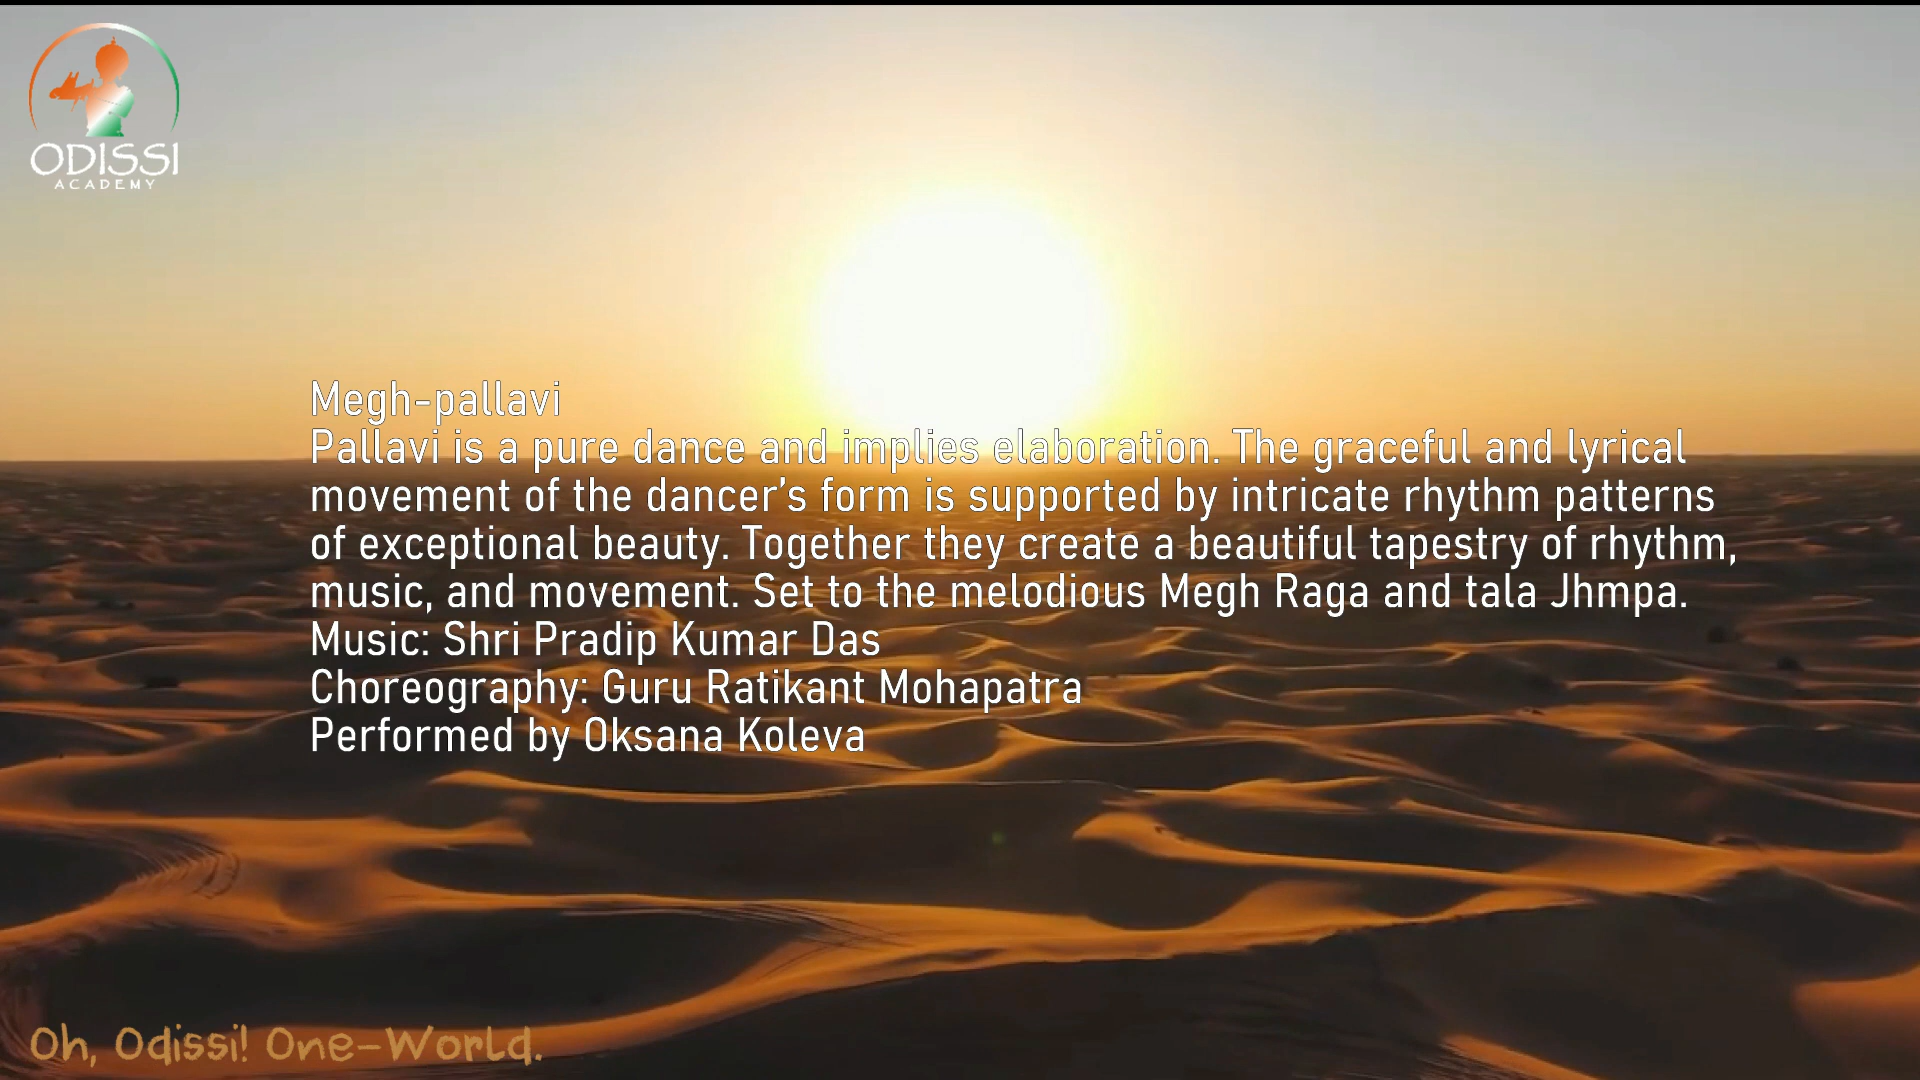 ODISSI
ACADEMY
Megh-pallavi
Pallavi is a pure dance and implies elaboration. The graceful and lyrical
movement of the dancer’s form is supported by intricate rhythm patterns
of exceptional beauty. Together they create a beautiful tapestry of rhythm,
music, and movement. Set to the melodious Megh Raga and tala Jhmpa.
Music: Shri Pradip Kumar Das
Choreography: Guru Ratikant Mohapatra
Performed by Oksana Koleva
Oh, Odissi! One-World.